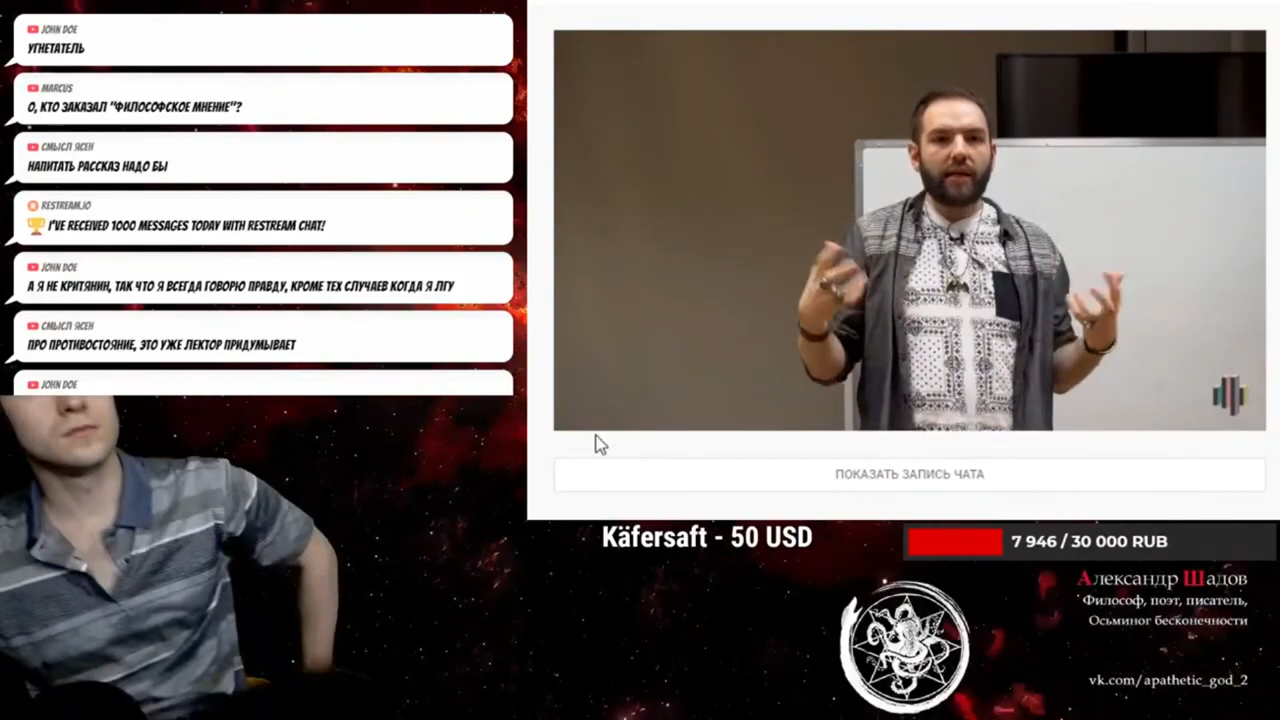 JOHN DOE
УГНЕТАТЕЛЬ
MARCUS
О, КТО ЗАКАЗАЛ "ФИЛОСОФСКОЕ МНЕНИЕ"?
СМЫСЛ ЯСЕН
НАПИТАТЬ РАССКАЗ НАДО БЫ
RESTREAM.IO
🏆 I'VE RECEIVED 1000 MESSAGES TODAY WITH RESTREAM CHAT!
JOHN DOE
А Я НЕ КРИТЯНИН, ТАК ЧТО Я ВСЕГДА ГОВОРЮ ПРАВДУ, КРОМЕ ТЕХ СЛУЧАЕВ КОГДА Я ЛГУ
СМЫСЛ ЯСЕН
ПРО ПРОТИВОСТОЯНИЕ, ЭТО УЖЕ ЛЕКТОР ПРИДУМЫВАЕТ
JOHN DOE
ПОКАЗАТЬ ЗАПИСЬ ЧАТА
Käfersaft - 50 USD
7 946 / 30 000 RUB
Александр Шадов
Философ, поэт, писатель,
Осьминог бесконечности
vk.com/apathetic_god_2